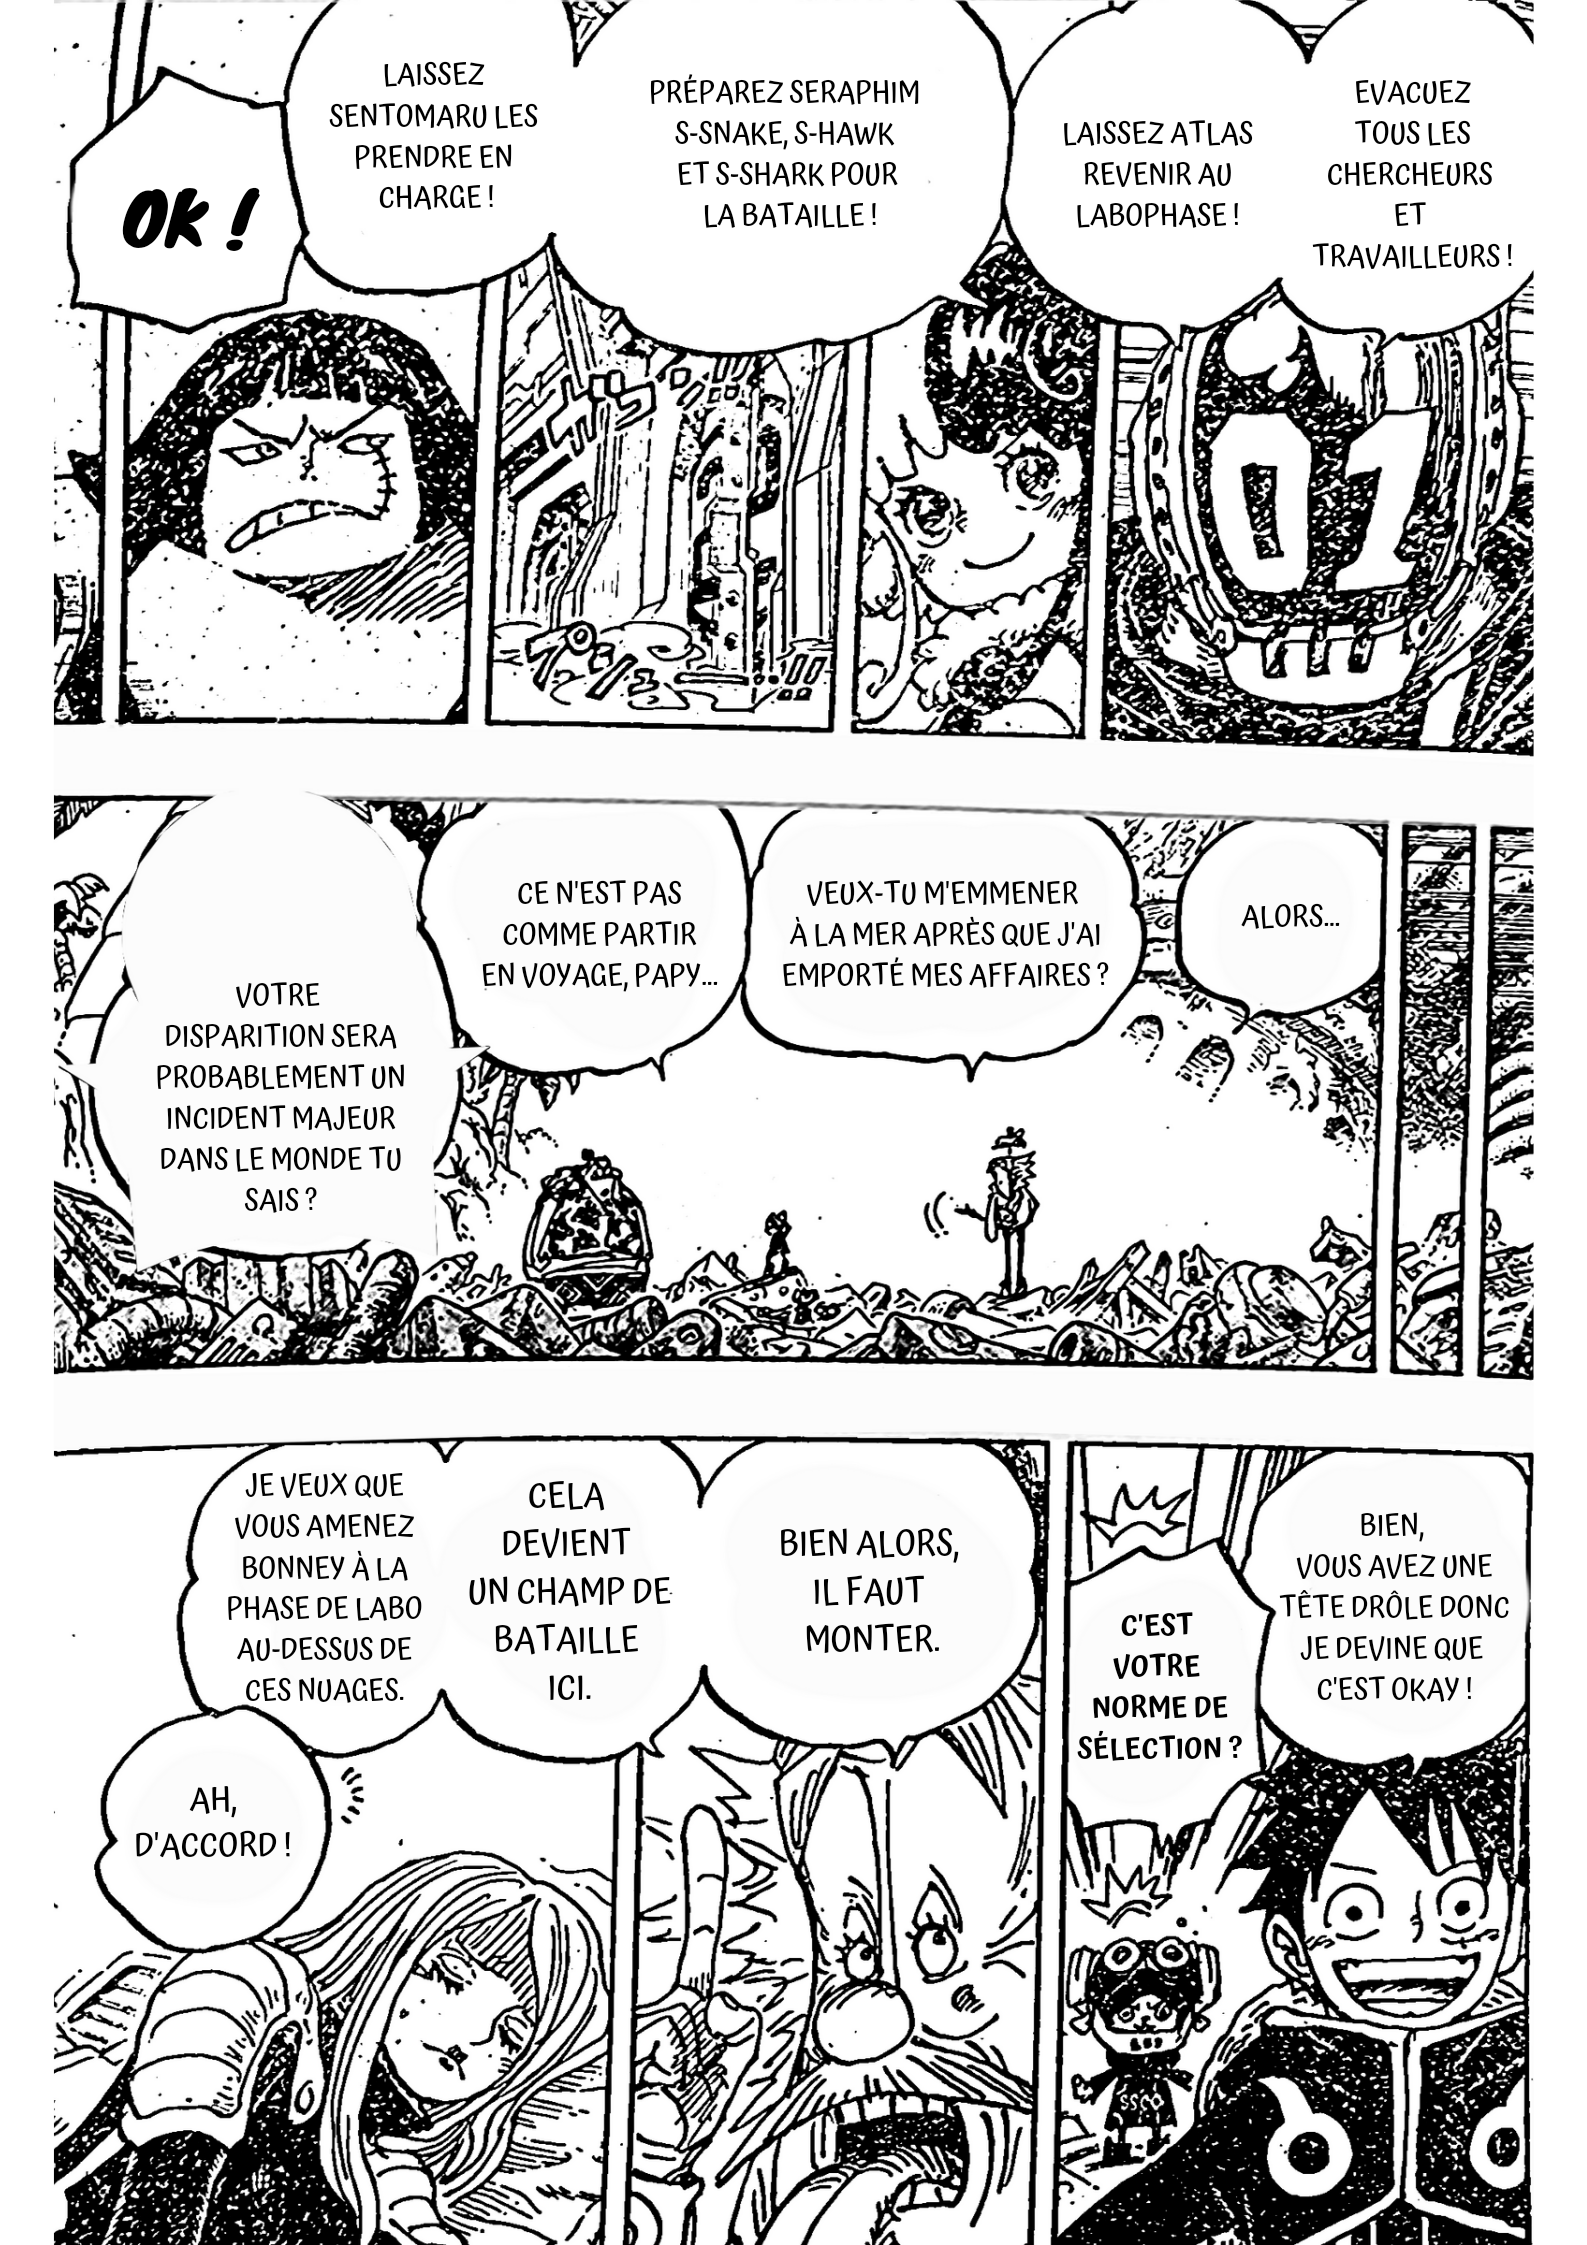 EVACUEZ
TOUS LES
CHERCHEURS
ET
TRAVAILLEURS !
LAISSEZ ATLAS
REVENIR AU
LABOPHASE !
PRÉPAREZ SERAPHIM
S-SNAKE, S-HAWK
ET S-SHARK POUR
LA BATAILLE !
LAISSEZ
SENTOMARU LES
PRENDRE EN
CHARGE !
OK !
01
ALORS...
VEUX-TU M'EMMENER
À LA MER APRÈS QUE J'AI
EMPORTÉ MES AFFAIRES ?
CE N'EST PAS
COMME PARTIR
EN VOYAGE, PAPY...
VOTRE
DISPARITION SERA
PROBABLEMENT UN
INCIDENT MAJEUR
DANS LE MONDE TU
SAIS ?
BIEN,
VOUS AVEZ UNE
TÊTE DRÔLE DONC
JE DEVINE QUE
C'EST OKAY !
C'EST
VOTRE
NORME DE
SÉLECTION ?
BIEN ALORS,
IL FAUT
MONTER.
CELA
DEVIENT
UN CHAMP DE
BATAILLE
ICI.
JE VEUX QUE
VOUS AMENEZ
BONNEY À LA
PHASE DE LABO
AU-DESSUS DE
CES NUAGES.
AH,
D'ACCORD !